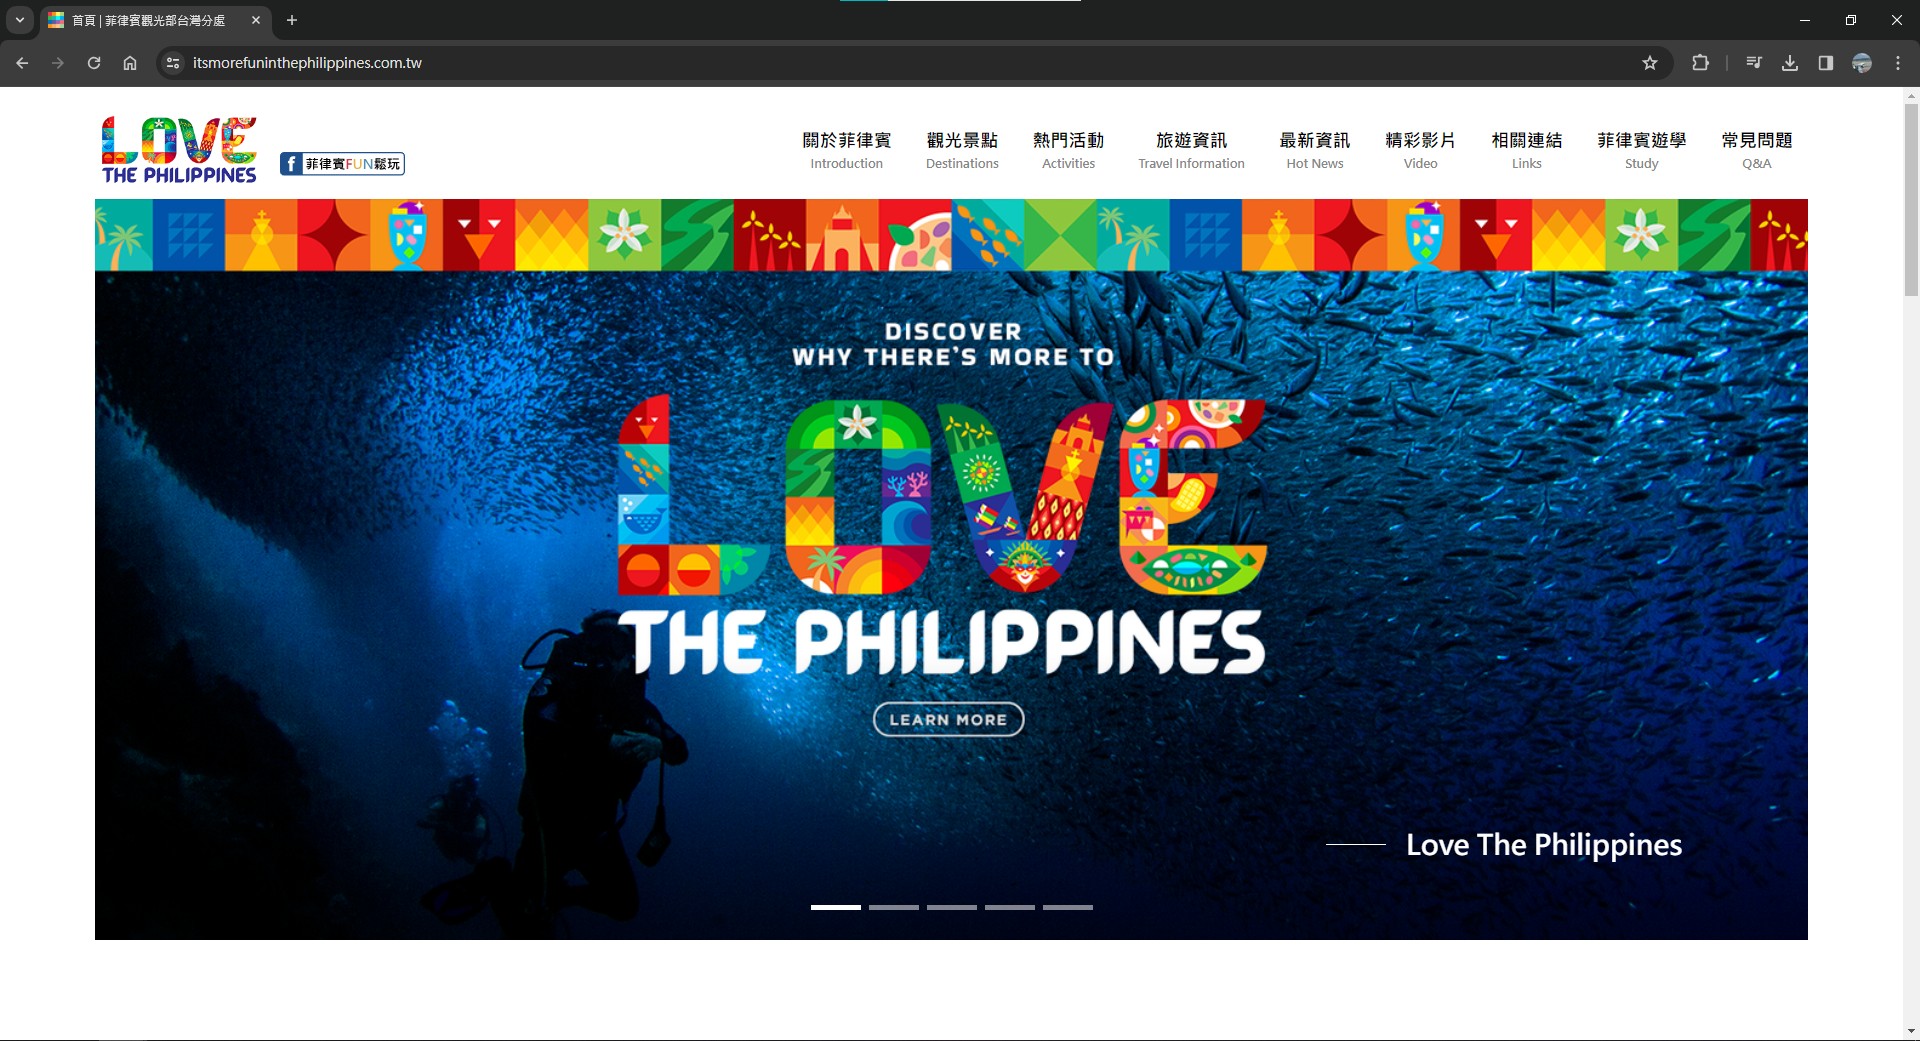 首頁 | 菲律賓觀光部台灣分處
itsmorefuninthephilippines.com.tw
LOVE
THE PHILIPPINES
f 菲律賓FUN鬆玩
關於菲律賓
Introduction
觀光景點
Destinations
熱門活動
Activities
旅遊資訊
Travel Information
最新資訊
Hot News
精彩影片
Video
相關連結
Links
菲律賓遊學
Study
常見問題
Q&A
DISCOVER
WHY THERE'S MORE TO
LOVE
THE PHILIPPINES
LEARN MORE
Love The Philippines